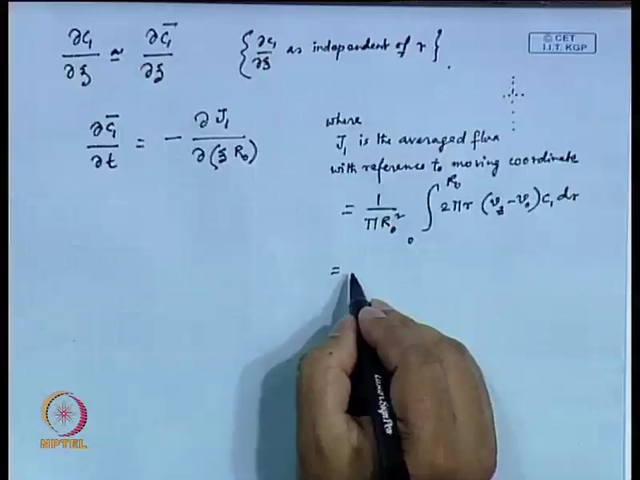 ∂c₁/∂ξ ≃ ∂c̄₁/∂ξ { ∂c₁/∂ξ as independent of r } .
© CET
I.I.T. KGP
∂c̄₁/∂t = − ∂J₁/∂(ξ R₀)
where
J₁ is the averaged flux
with reference to moving coordinate
= 1/(πR₀²) ∫₀^R₀ 2πr (v_z − v₀) c₁ dr
=
NPTEL